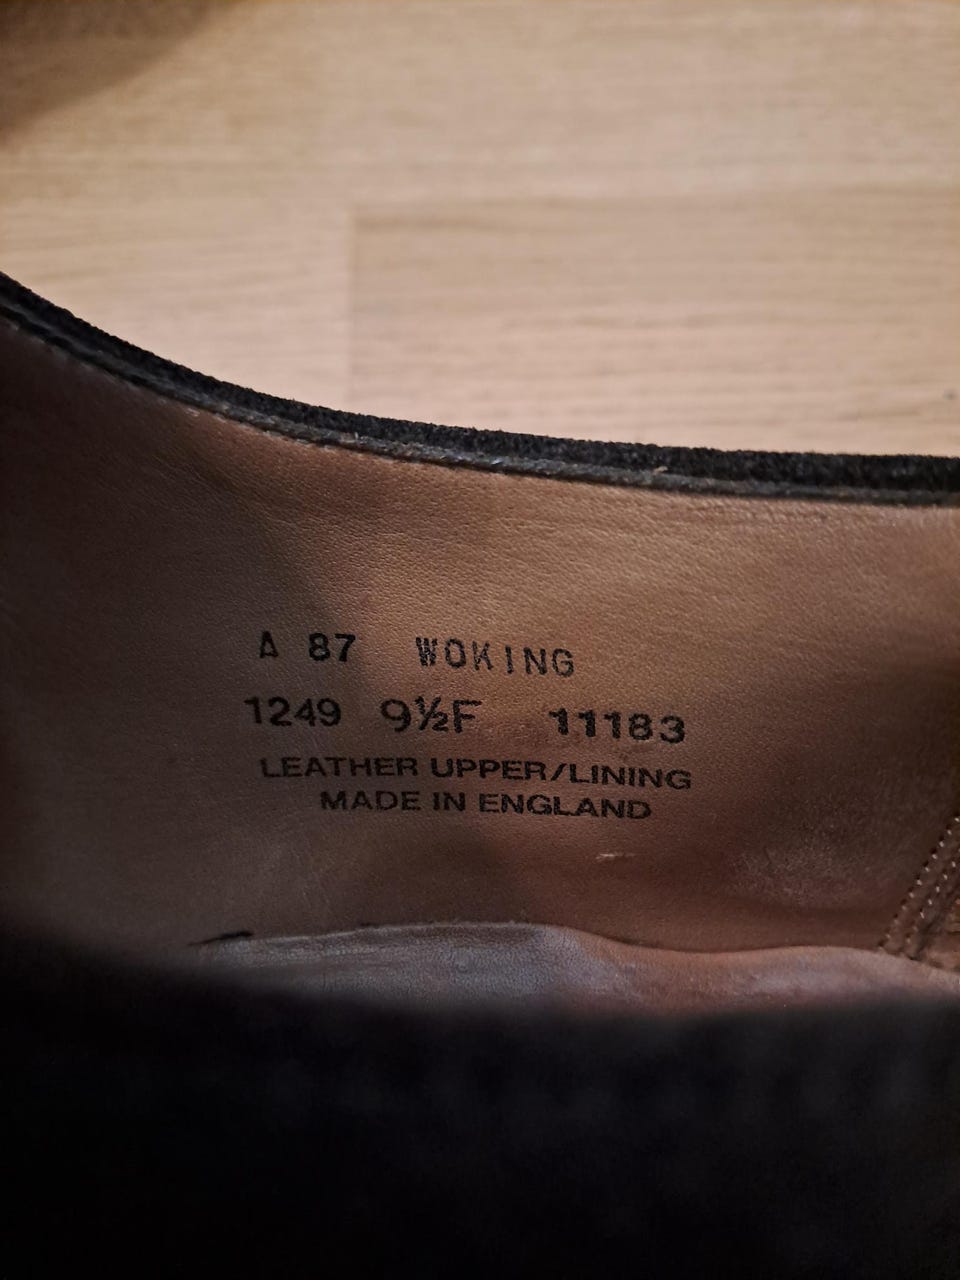 A 87 WOKING
1249 9½F 11183
LEATHER UPPER/LINING
MADE IN ENGLAND